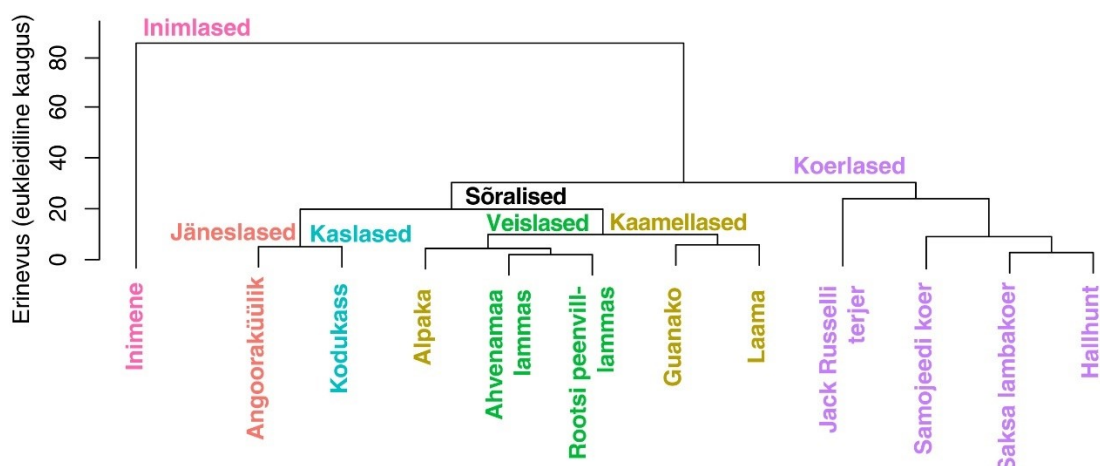 Erinevus (eukleidiline kaugus)
80
60
40
20
0
Inimlased
Koerlased
Sõralised
Jäneslased
Kaslased
Veislased
Kaamellased
Inimene
Angooraküülik
Kodukass
Alpaka
Ahvenamaa
lammas
Rootsi peenvill-
lammas
Guanako
Laama
Jack Russelli
terjer
Samojeedi koer
Saksa lambakoer
Hallhunt